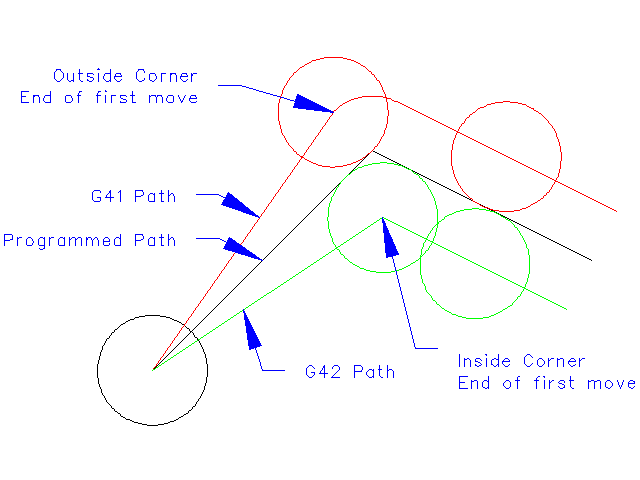 Outside Corner
End of first move
G41 Path
Programmed Path
G42 Path
Inside Corner
End of first move